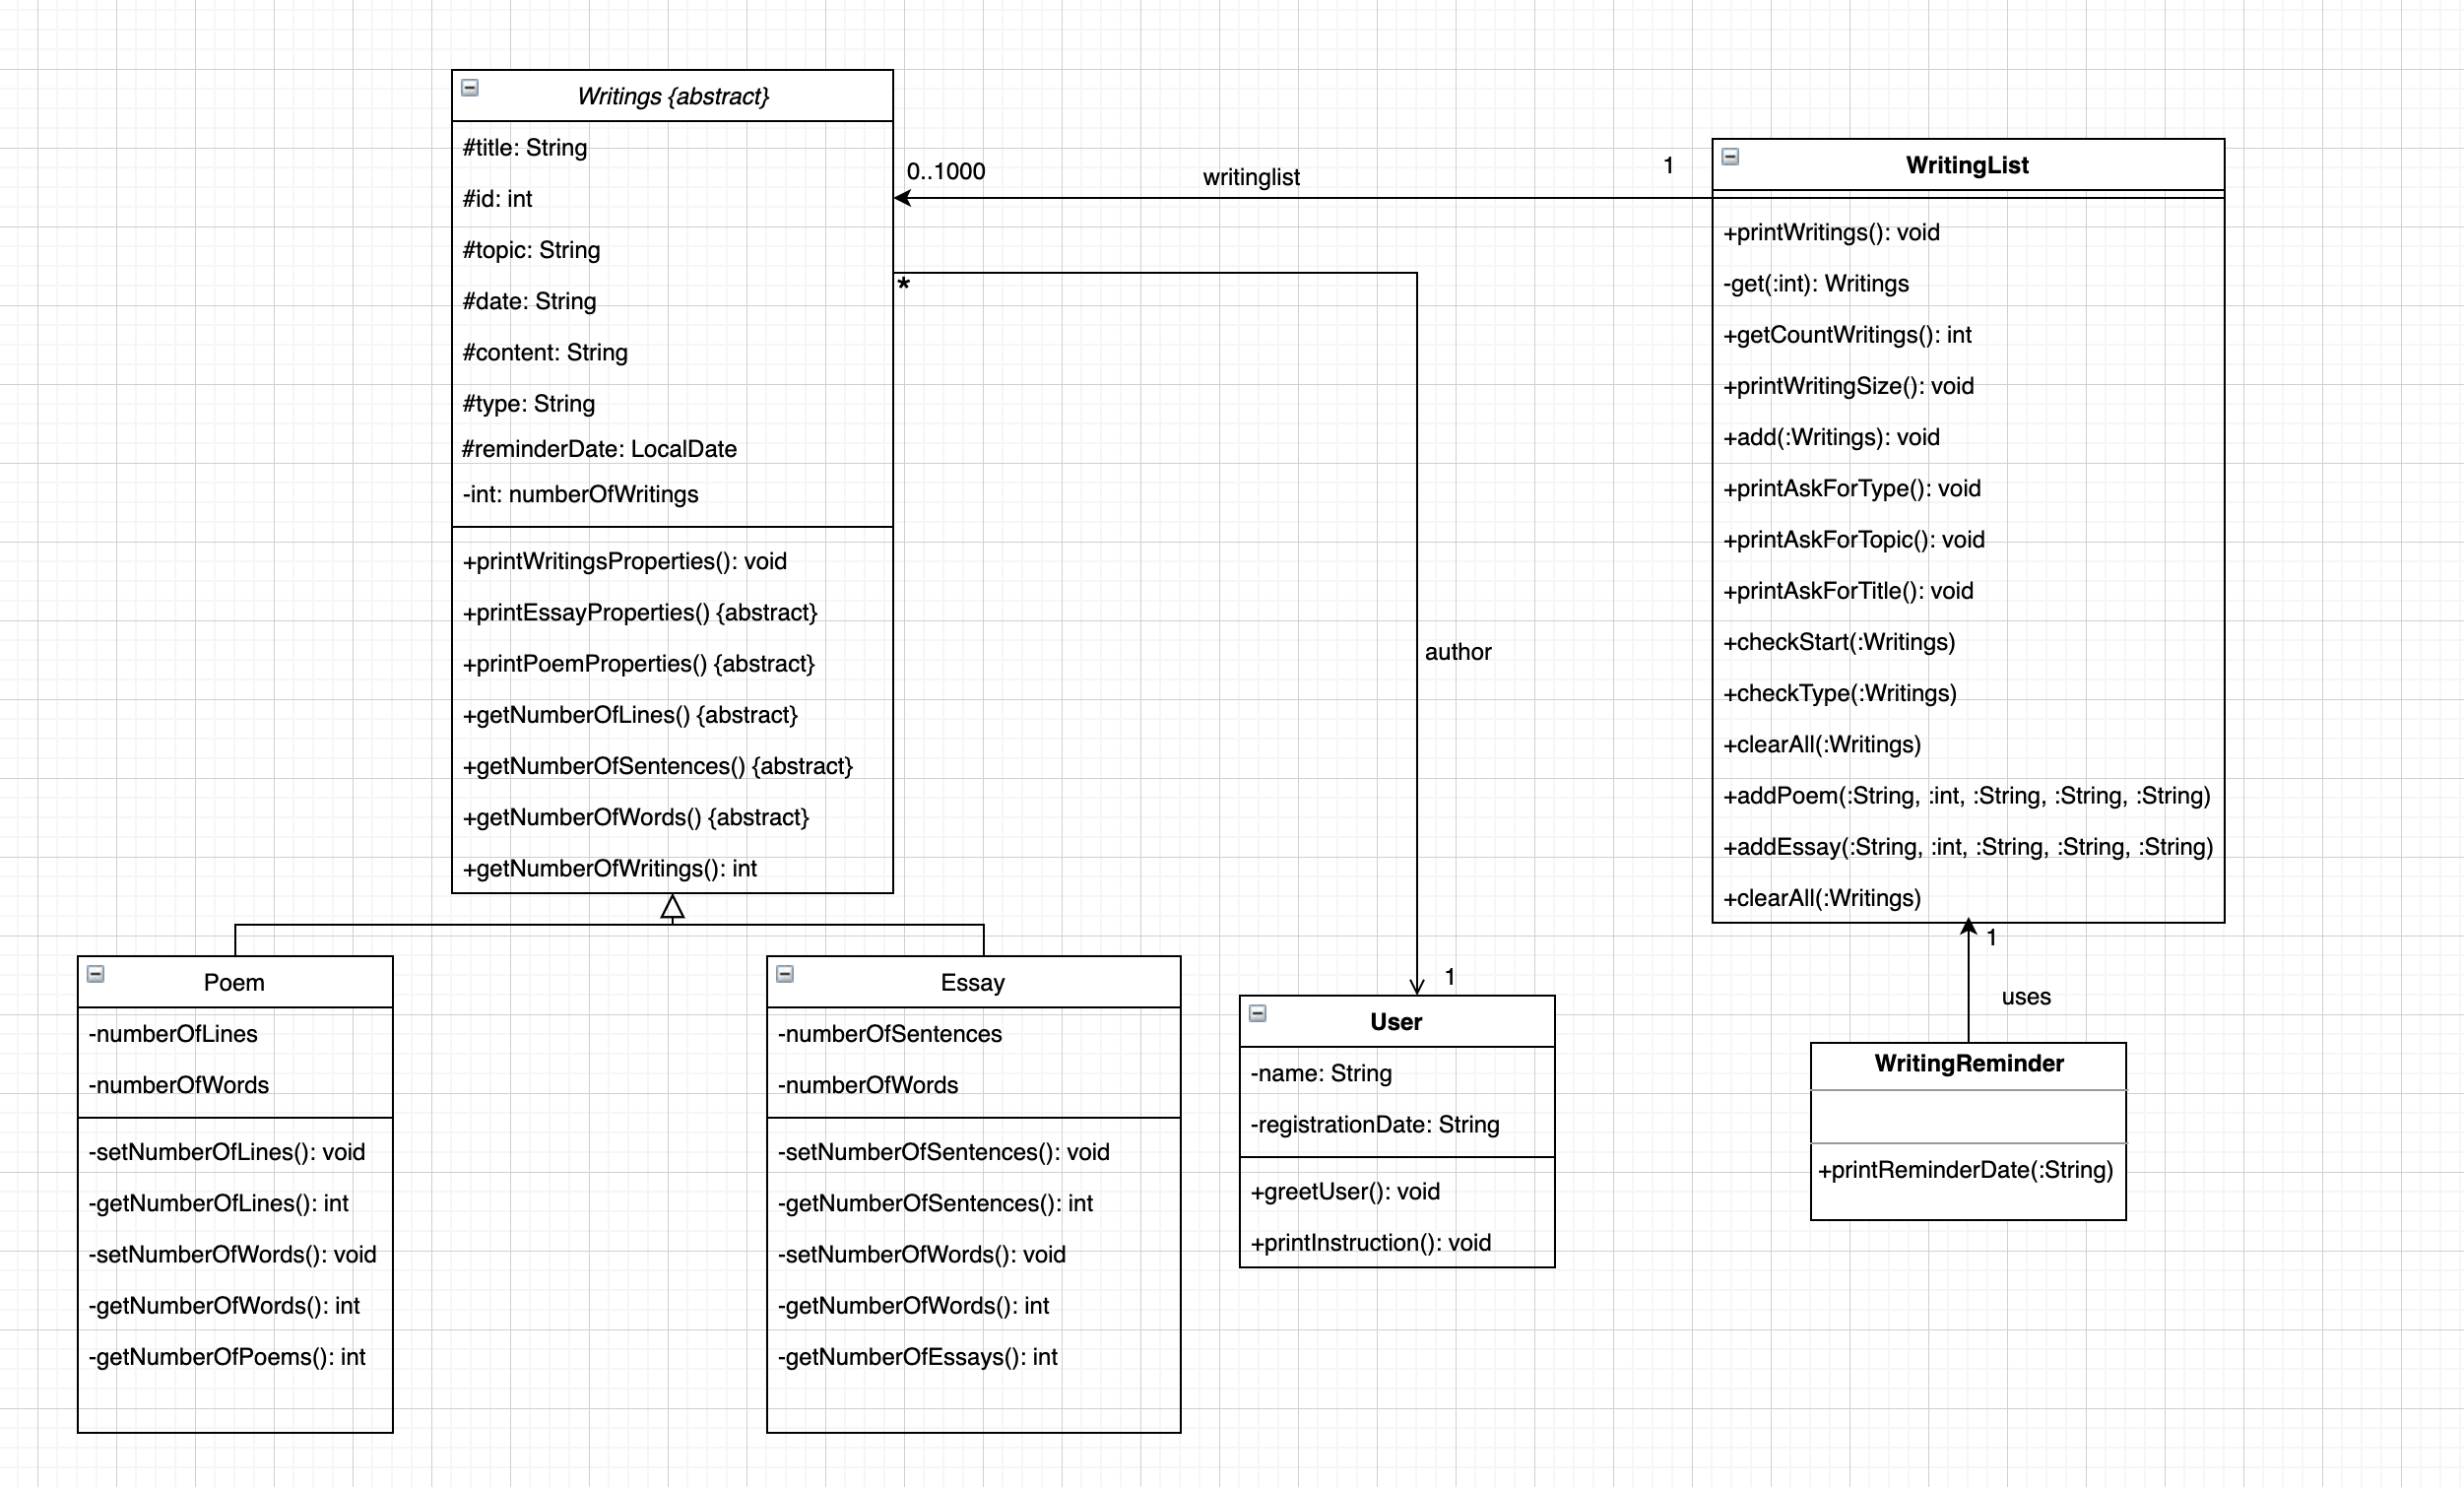 Writings {abstract}
#title: String
#id: int
#topic: String
#date: String
#content: String
#type: String
#reminderDate: LocalDate
-int: numberOfWritings
+printWritingsProperties(): void
+printEssayProperties() {abstract}
+printPoemProperties() {abstract}
+getNumberOfLines() {abstract}
+getNumberOfSentences() {abstract}
+getNumberOfWords() {abstract}
+getNumberOfWritings(): int
0..1000
writinglist
1
*
author
1
WritingList
+printWritings(): void
-get(:int): Writings
+getCountWritings(): int
+printWritingSize(): void
+add(:Writings): void
+printAskForType(): void
+printAskForTopic(): void
+printAskForTitle(): void
+checkStart(:Writings)
+checkType(:Writings)
+clearAll(:Writings)
+addPoem(:String, :int, :String, :String, :String)
+addEssay(:String, :int, :String, :String, :String)
+clearAll(:Writings)
1
uses
Poem
-numberOfLines
-numberOfWords
-setNumberOfLines(): void
-getNumberOfLines(): int
-setNumberOfWords(): void
-getNumberOfWords(): int
-getNumberOfPoems(): int
Essay
-numberOfSentences
-numberOfWords
-setNumberOfSentences(): void
-getNumberOfSentences(): int
-setNumberOfWords(): void
-getNumberOfWords(): int
-getNumberOfEssays(): int
User
-name: String
-registrationDate: String
+greetUser(): void
+printInstruction(): void
WritingReminder
+printReminderDate(:String)